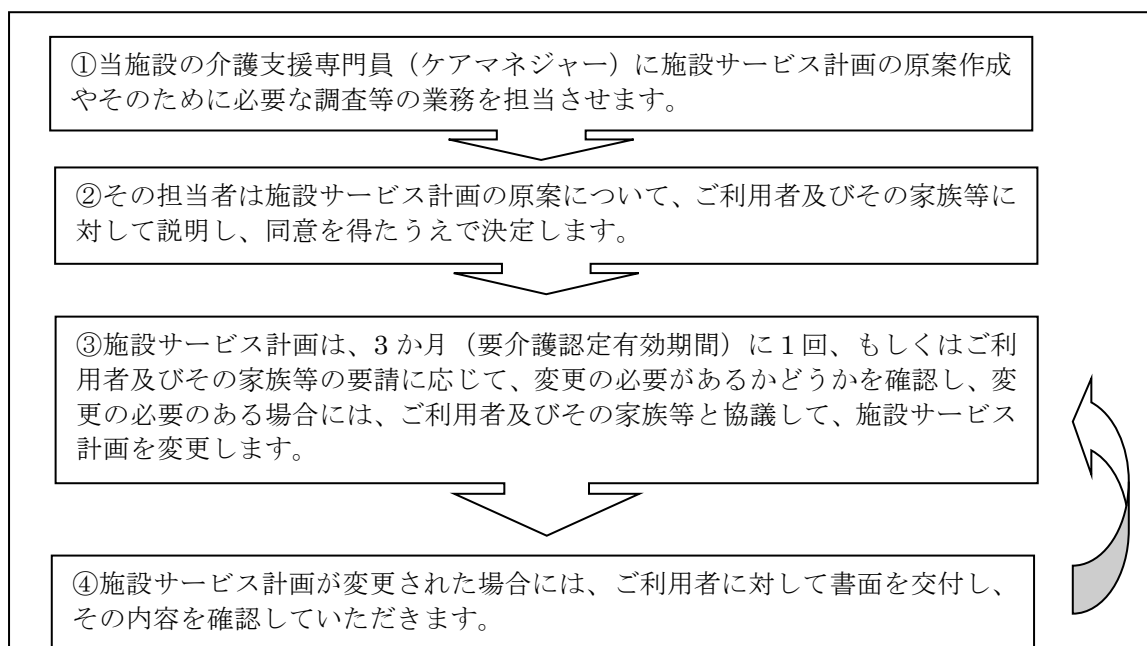 ①当施設の介護支援専門員（ケアマネジャー）に施設サービス計画の原案作成
やそのために必要な調査等の業務を担当させます。
②その担当者は施設サービス計画の原案について、ご利用者及びその家族等に
対して説明し、同意を得たうえで決定します。
③施設サービス計画は、3 か月（要介護認定有効期間）に 1 回、もしくはご利
用者及びその家族等の要請に応じて、変更の必要があるかどうかを確認し、変
更の必要のある場合には、ご利用者及びその家族等と協議して、施設サービス
計画を変更します。
④施設サービス計画が変更された場合には、ご利用者に対して書面を交付し、
その内容を確認していただきます。